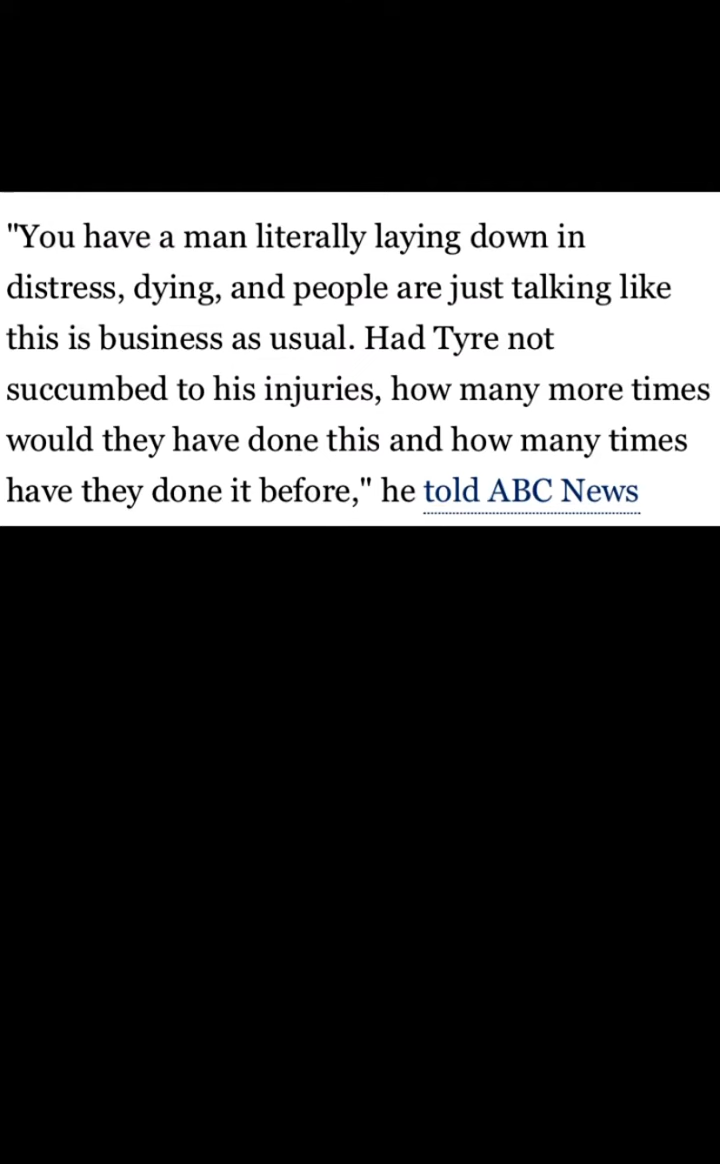 "You have a man literally laying down in
distress, dying, and people are just talking like
this is business as usual. Had Tyre not
succumbed to his injuries, how many more times
would they have done this and how many times
have they done it before," he told ABC News